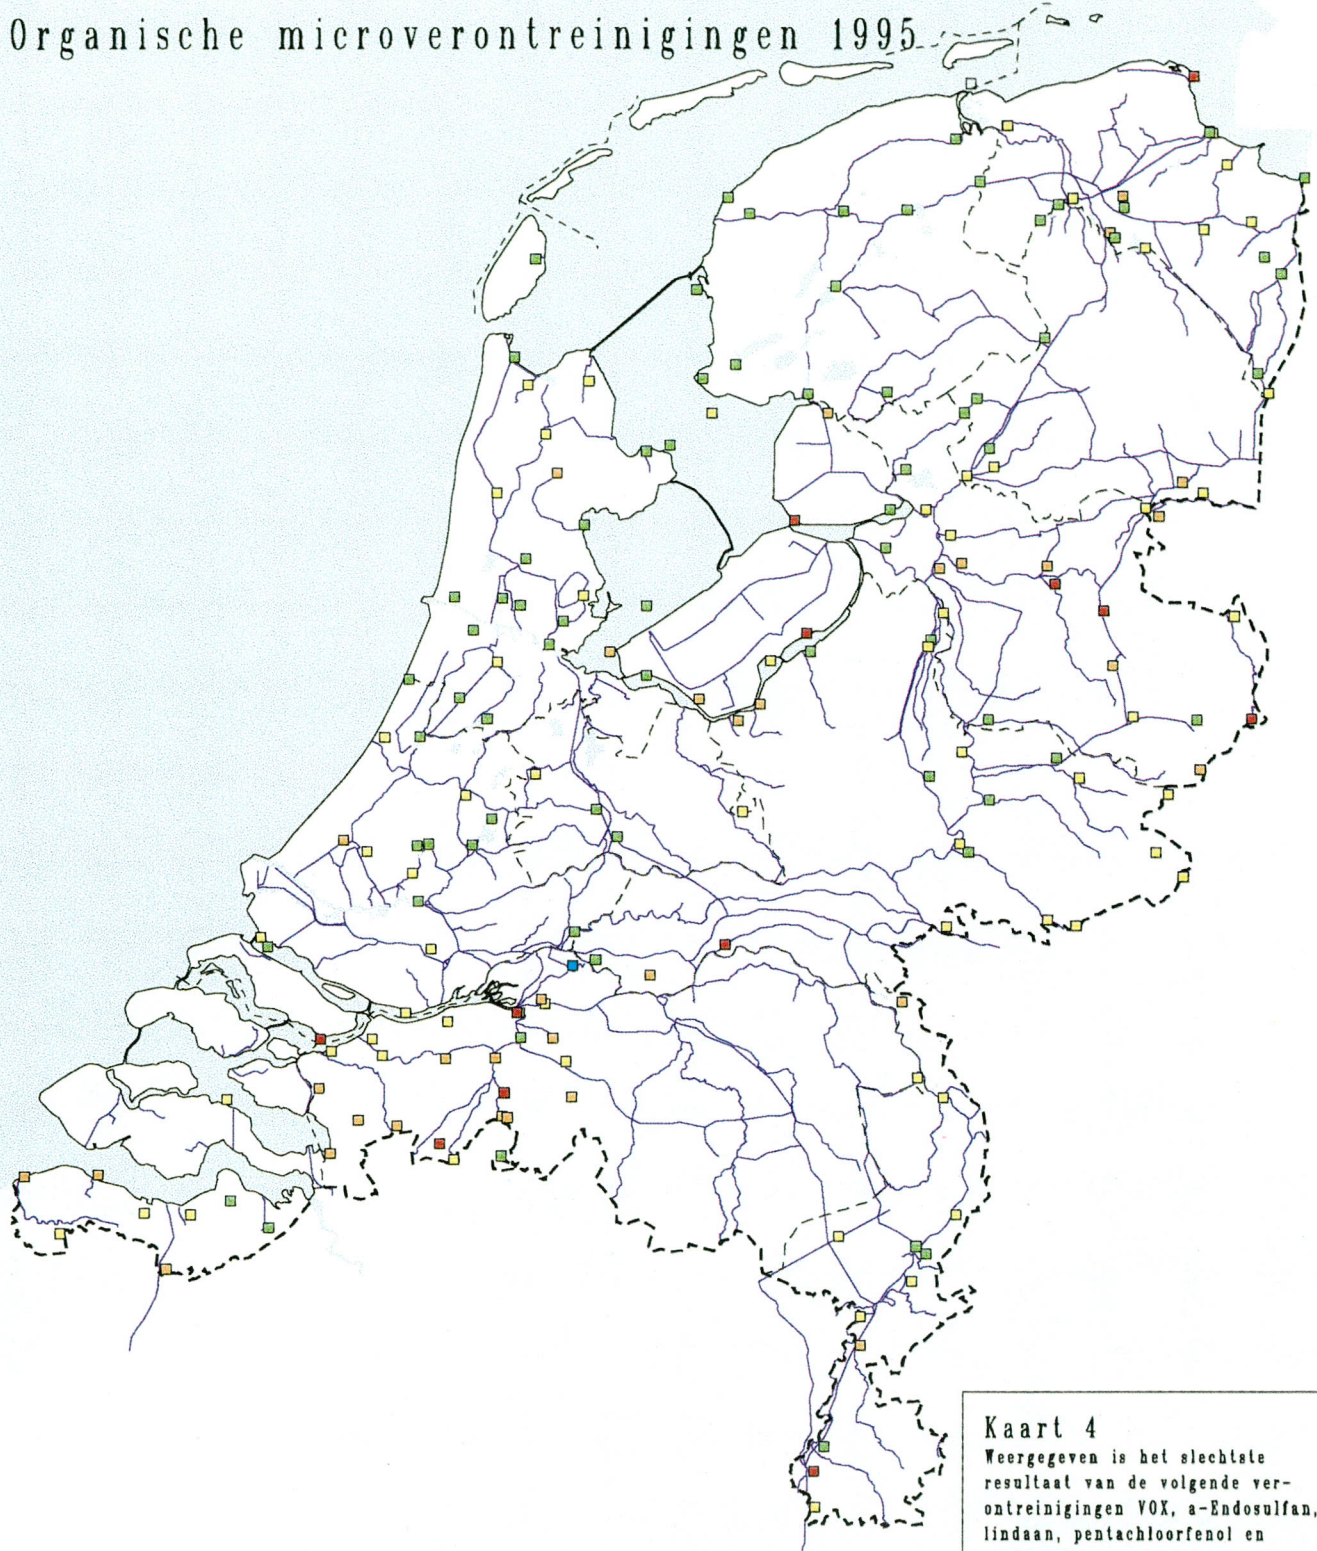 Organische microverontreinigingen 1995
Kaart 4
Weergegeven is het slechtste
resultaat van de volgende ver-
ontreinigingen VOX, a-Endosulfan,
lindaan, pentachloorfenol en